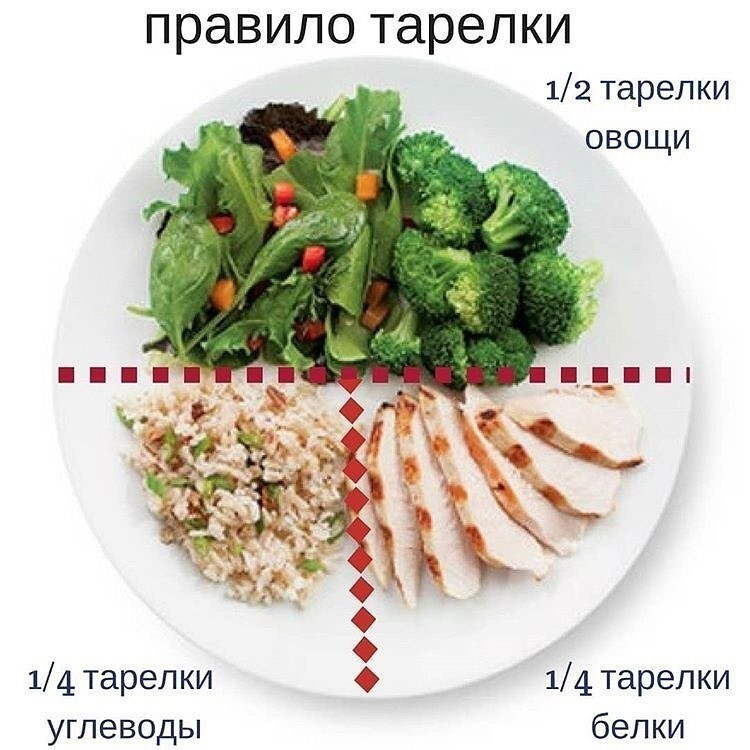 правило тарелки
1/2 тарелки
овощи
1/4 тарелки
углеводы
1/4 тарелки
белки